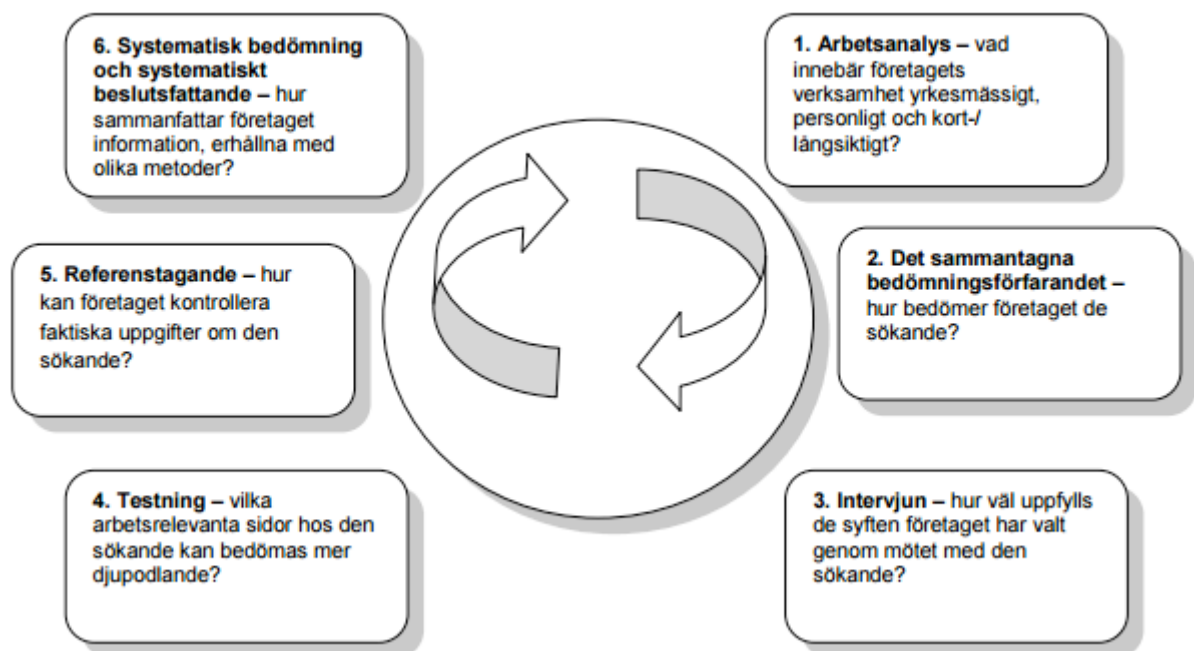 6. Systematisk bedömning
och systematiskt
beslutsfattande – hur
sammanfattar företaget
information, erhållna med
olika metoder?
1. Arbetsanalys – vad
innebär företagets
verksamhet yrkesmässigt,
personligt och kort-/
långsiktigt?
5. Referenstagande – hur
kan företaget kontrollera
faktiska uppgifter om den
sökande?
2. Det sammantagna
bedömningsförfarandet –
hur bedömer företaget de
sökande?
4. Testning – vilka
arbetsrelevanta sidor hos den
sökande kan bedömas mer
djupodlande?
3. Intervjun – hur väl uppfylls
de syften företaget har valt
genom mötet med den
sökande?